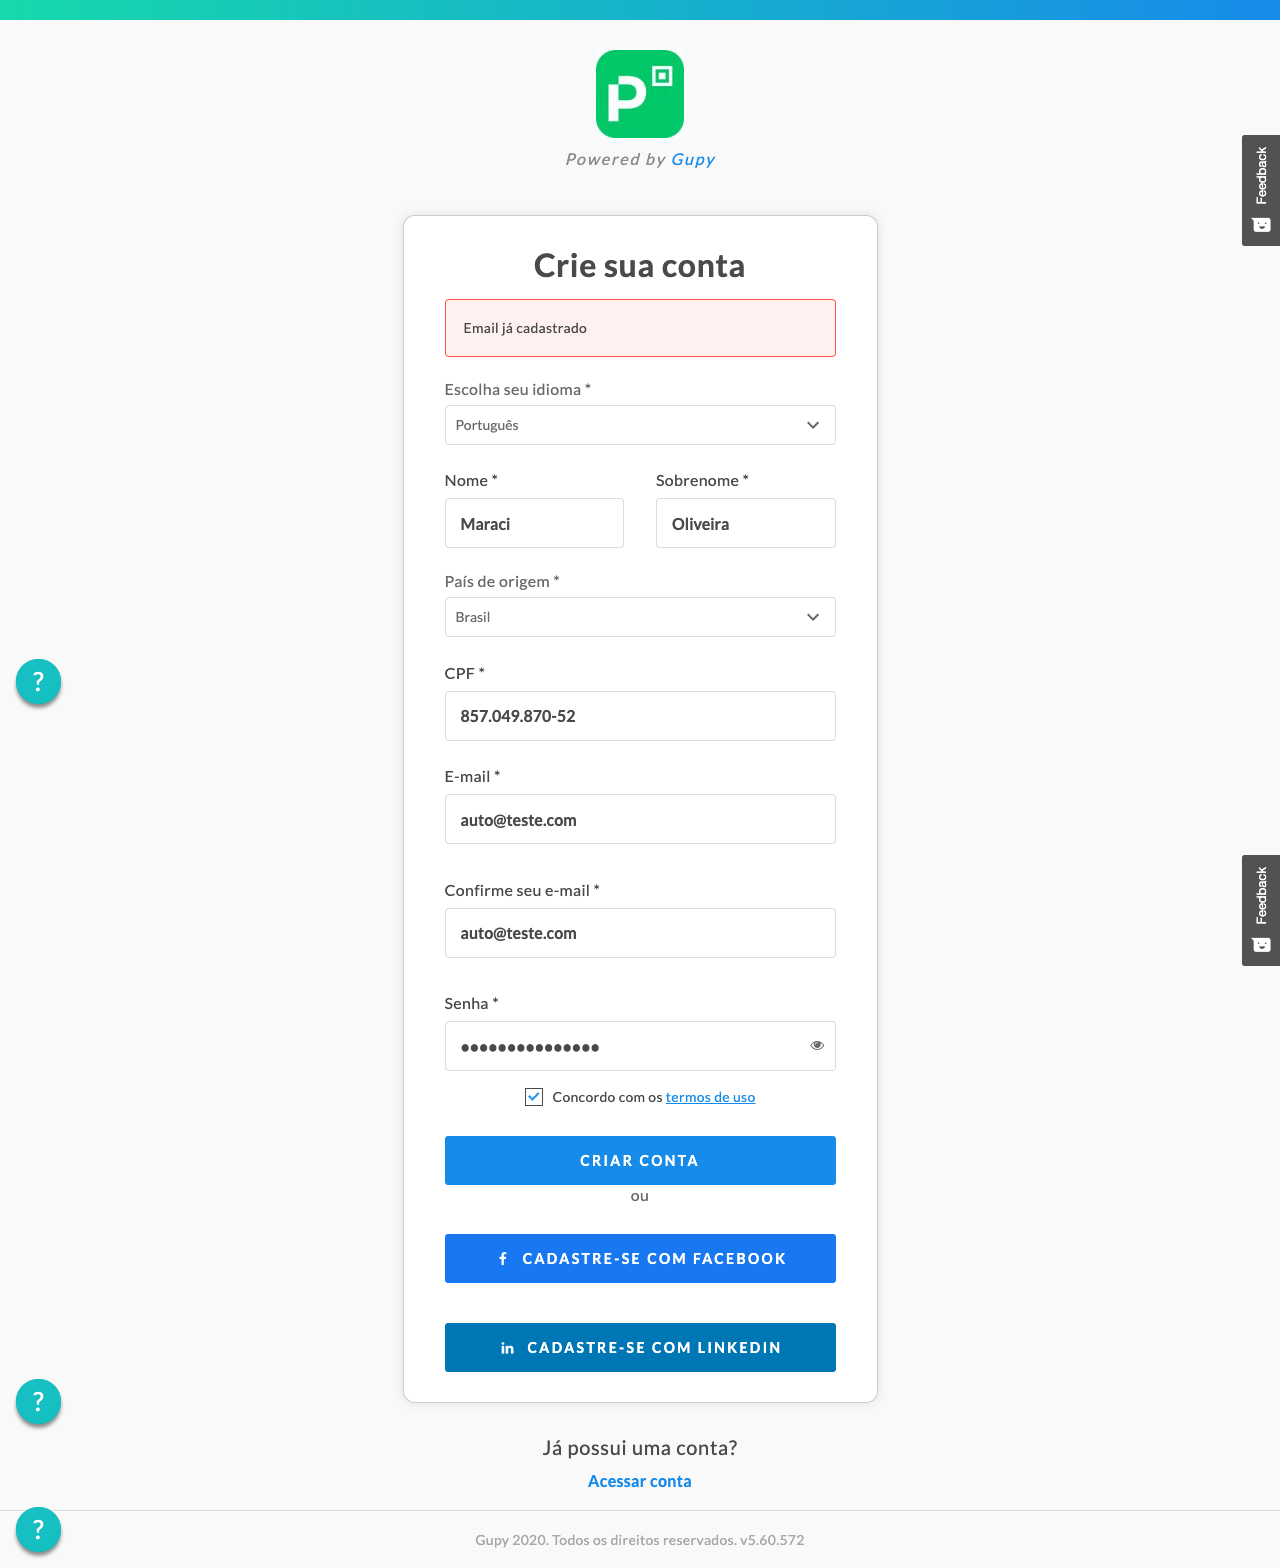 P
Powered by Gupy
Feedback
Crie sua conta
Email já cadastrado
Escolha seu idioma *
Português
Nome *
Sobrenome *
Maraci
Oliveira
País de origem *
Brasil
?
CPF *
857.049.870-52
E-mail *
auto@teste.com
Feedback
Confirme seu e-mail *
auto@teste.com
Senha *
Concordo com os termos de uso
CRIAR CONTA
ou
f CADASTRE-SE COM FACEBOOK
in CADASTRE-SE COM LINKEDIN
?
Já possui uma conta?
Acessar conta
?
Gupy 2020. Todos os direitos reservados. v5.60.572